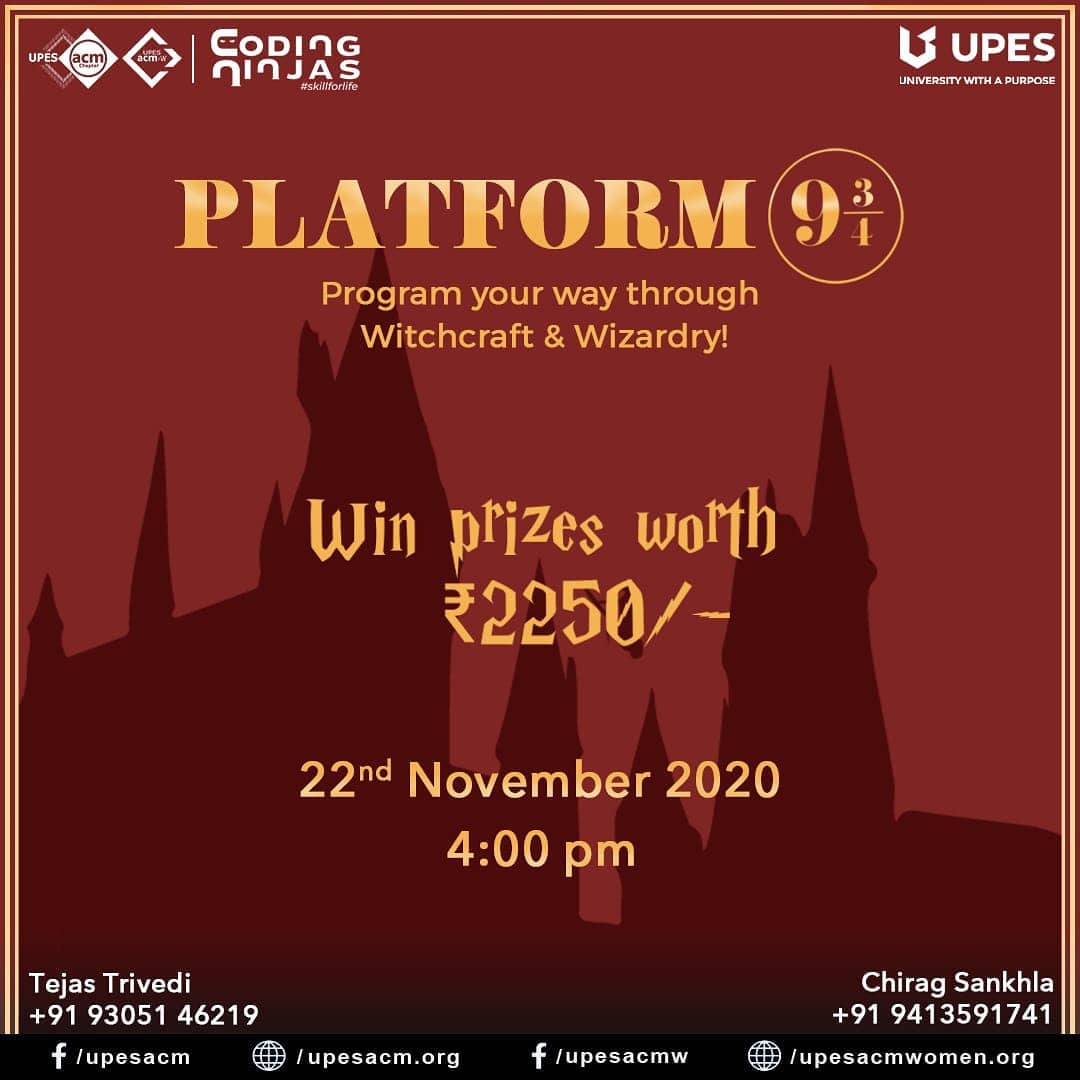 UPES acm Chapter
UPES acm-w
CODING NINJAS
#skillforlife
UPES
UNIVERSITY WITH A PURPOSE
PLATFORM 9 3/4
Program your way through
Witchcraft & Wizardry!
Win prizes worth
₹2250/-
22nd November 2020
4:00 pm
Tejas Trivedi
+91 93051 46219
Chirag Sankhla
+91 9413591741
/upesacm
/upesacm.org
/upesacmw
/upesacmwomen.org